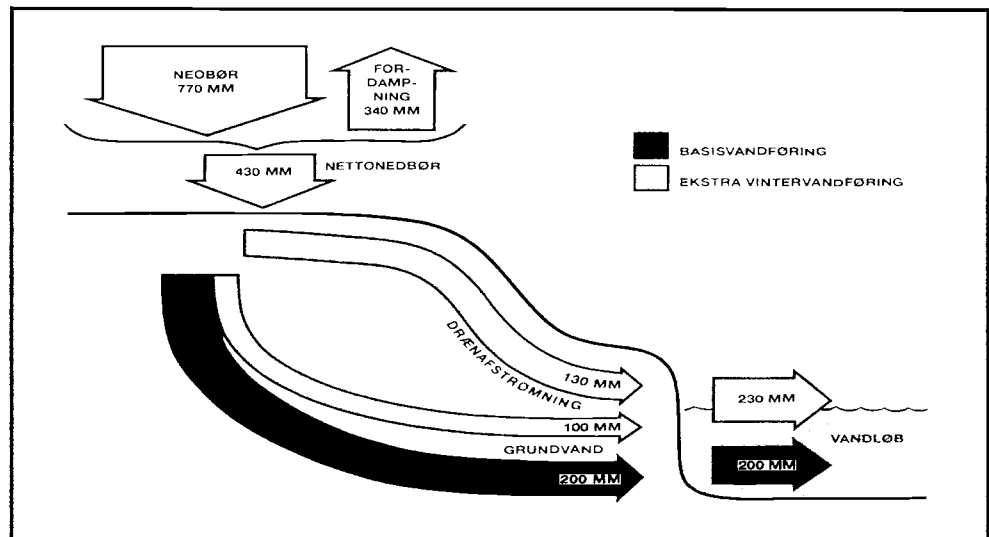 NEOBØR
770 MM
FOR-
DAMP-
NING
340 MM
430 MM
NETTONEDBØR
BASISVANDFØRING
EKSTRA VINTERVANDFØRING
DRÆNAFSTRØMNING
130 MM
100 MM
GRUNDVAND
200 MM
230 MM
VANDLØB
200 MM